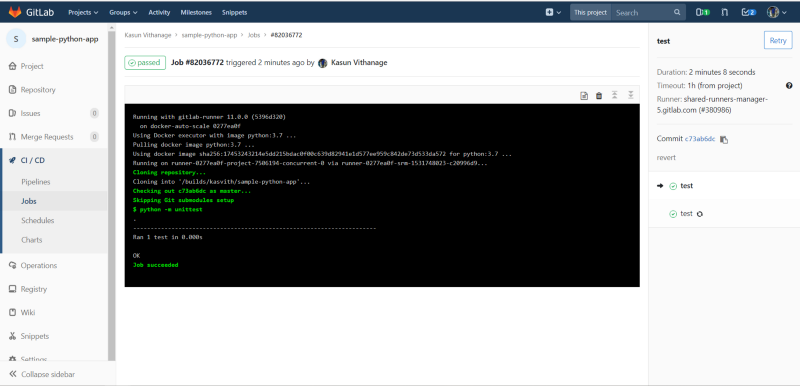 GitLab Projects Groups Activity Milestones Snippets This project Search 1 2
S sample-python-app
Project
Repository
Issues 0
Merge Requests 0
CI / CD
Pipelines
Jobs
Schedules
Charts
Operations
Registry
Wiki
Snippets
Settings
Collapse sidebar
Kasun Vithanage > sample-python-app > Jobs > #82036772
passed Job #82036772 triggered 2 minutes ago by Kasun Vithanage
Running with gitlab-runner 11.0.0 (5396d320)
on docker-auto-scale 0277ea0f
Using Docker executor with image python:3.7 ...
Pulling docker image python:3.7 ...
Using docker image sha256:17453243214e5dd215bdac0f00c639d82941e1d577ee959c842de73d533da572 for python:3.7 ...
Running on runner-0277ea0f-project-7506194-concurrent-0 via runner-0277ea0f-srm-1531748023-c20996d9...
Cloning repository...
Cloning into '/builds/kasvith/sample-python-app'...
Checking out c73ab6dc as master...
Skipping Git submodules setup
$ python -m unittest
.
----------------------------------------------------------------------
Ran 1 test in 0.000s
OK
Job succeeded
test Retry
Duration: 2 minutes 8 seconds
Timeout: 1h (from project)
Runner: shared-runners-manager-
5.gitlab.com (#380986)
Commit c73ab6dc
revert
test
test